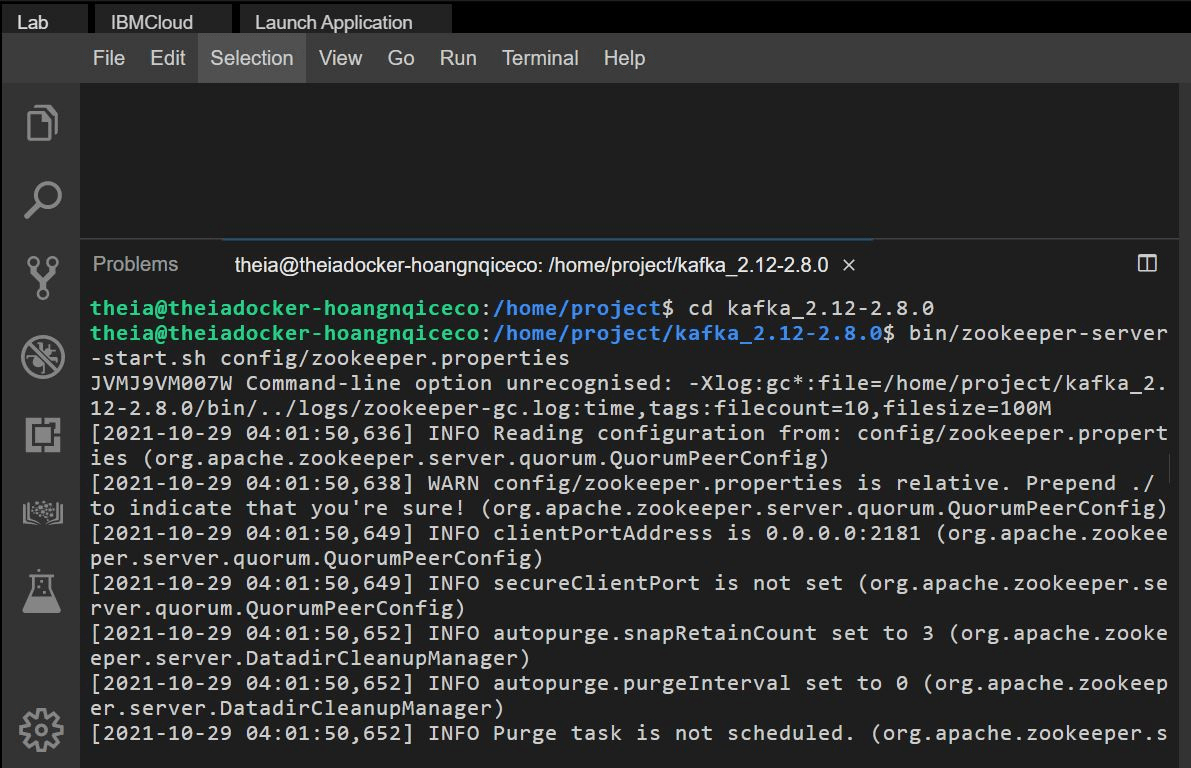 Lab IBMCloud Launch Application
File Edit Selection View Go Run Terminal Help
Problems theia@theiadocker-hoangnqiceco: /home/project/kafka_2.12-2.8.0 ×
theia@theiadocker-hoangnqiceco:/home/project$ cd kafka_2.12-2.8.0
theia@theiadocker-hoangnqiceco:/home/project/kafka_2.12-2.8.0$ bin/zookeeper-server
-start.sh config/zookeeper.properties
JVMJ9VM007W Command-line option unrecognised: -Xlog:gc*:file=/home/project/kafka_2.
12-2.8.0/bin/../logs/zookeeper-gc.log:time,tags:filecount=10,filesize=100M
[2021-10-29 04:01:50,636] INFO Reading configuration from: config/zookeeper.propert
ies (org.apache.zookeeper.server.quorum.QuorumPeerConfig)
[2021-10-29 04:01:50,638] WARN config/zookeeper.properties is relative. Prepend ./
to indicate that you're sure! (org.apache.zookeeper.server.quorum.QuorumPeerConfig)
[2021-10-29 04:01:50,649] INFO clientPortAddress is 0.0.0.0:2181 (org.apache.zookee
per.server.quorum.QuorumPeerConfig)
[2021-10-29 04:01:50,649] INFO secureClientPort is not set (org.apache.zookeeper.se
rver.quorum.QuorumPeerConfig)
[2021-10-29 04:01:50,652] INFO autopurge.snapRetainCount set to 3 (org.apache.zooke
eper.server.DatadirCleanupManager)
[2021-10-29 04:01:50,652] INFO autopurge.purgeInterval set to 0 (org.apache.zookeep
er.server.DatadirCleanupManager)
[2021-10-29 04:01:50,652] INFO Purge task is not scheduled. (org.apache.zookeeper.s